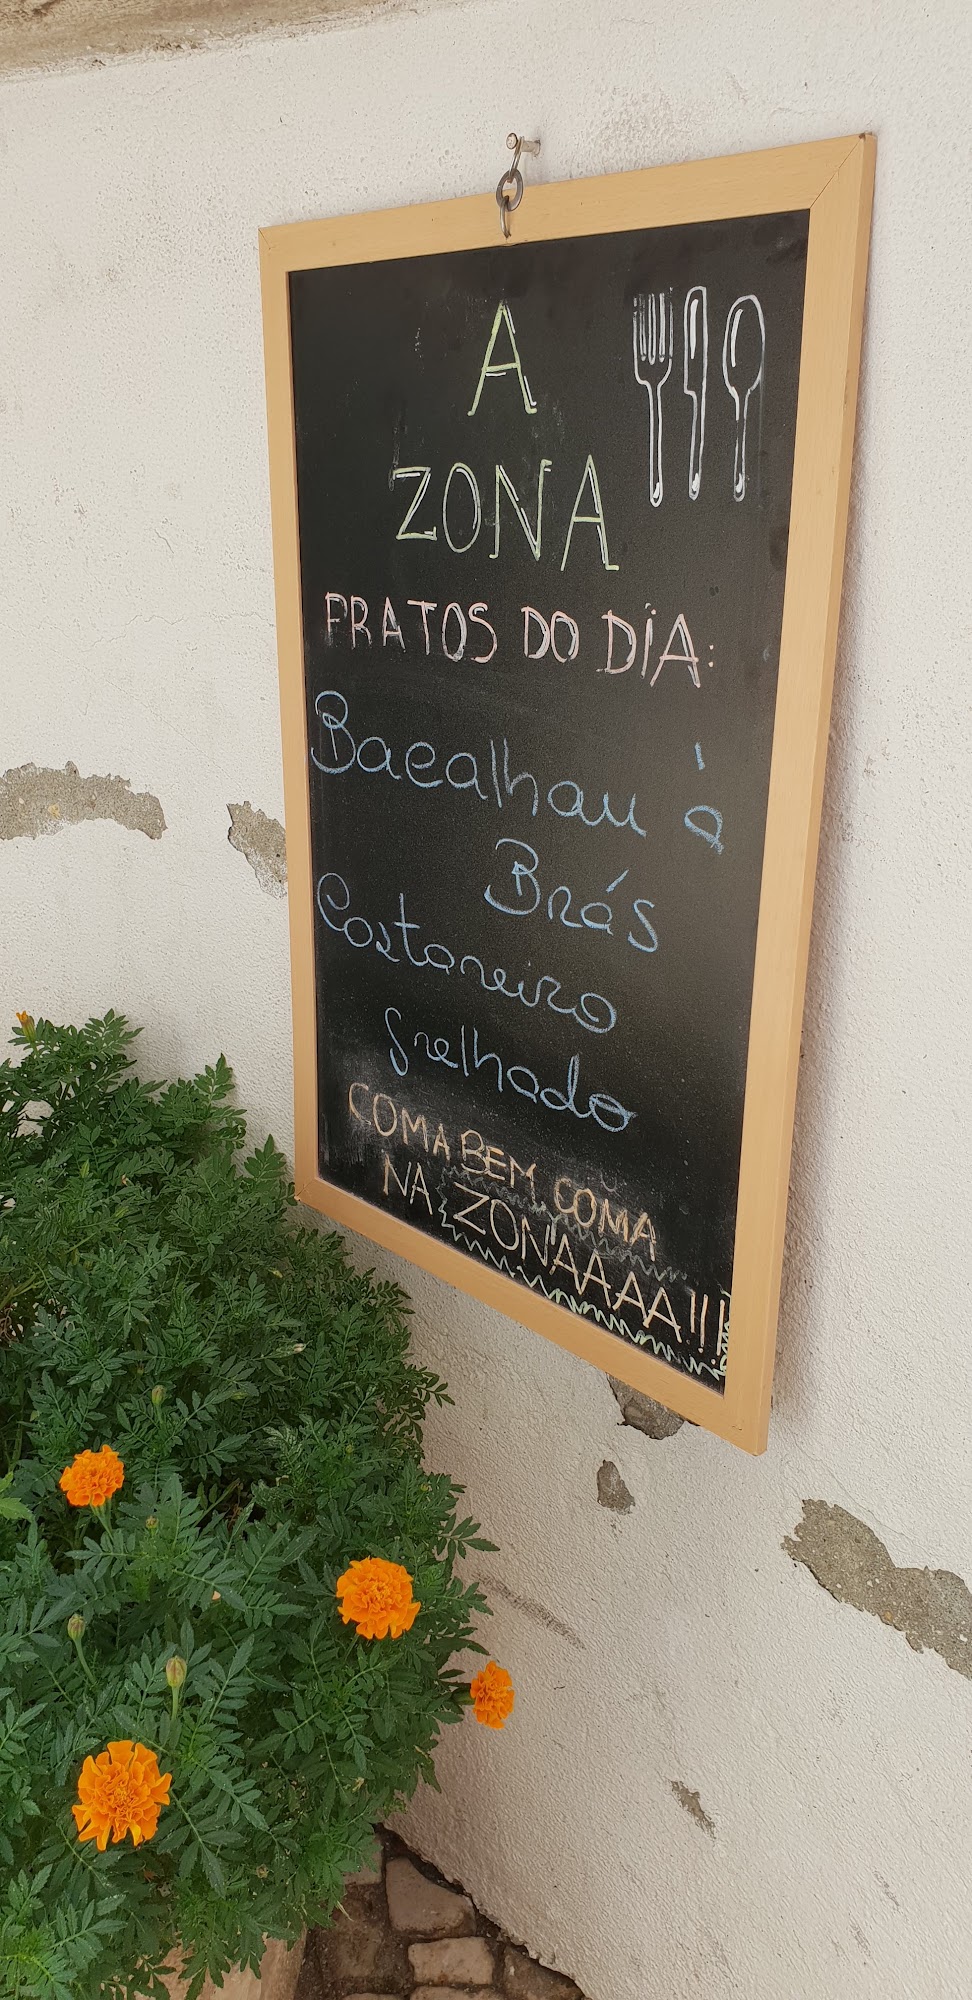 A
ZONA
PRATOS DO DIA:
Bacalhau à
Brás
Costaneiro
grelhado
COMA BEM COMA
NA ZONAAAA!!!